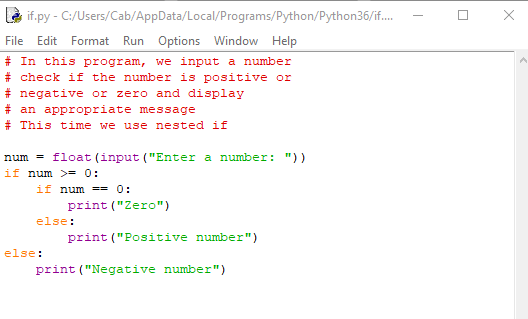 if.py - C:/Users/Cab/AppData/Local/Programs/Python/Python36/if....
File Edit Format Run Options Window Help
# In this program, we input a number
# check if the number is positive or
# negative or zero and display
# an appropriate message
# This time we use nested if

num = float(input("Enter a number: "))
if num >= 0:
    if num == 0:
        print("Zero")
    else:
        print("Positive number")
else:
    print("Negative number")